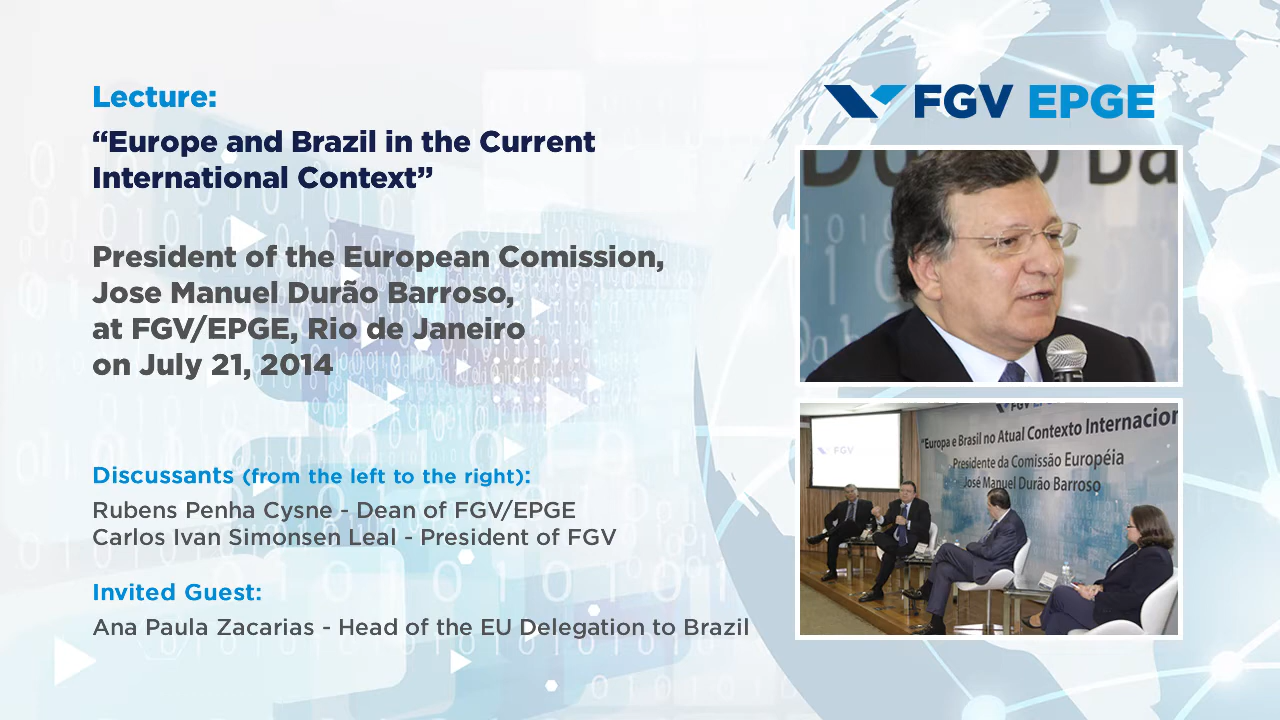 Lecture:
“Europe and Brazil in the Current
International Context”
President of the European Comission,
Jose Manuel Durão Barroso,
at FGV/EPGE, Rio de Janeiro
on July 21, 2014
Discussants (from the left to the right):
Rubens Penha Cysne - Dean of FGV/EPGE
Carlos Ivan Simonsen Leal - President of FGV
Invited Guest:
Ana Paula Zacarias - Head of the EU Delegation to Brazil
FGV EPGE
Durão Ba
FGV
FGV
"Europa e Brasil no Atual Contexto Internacion
Presidente da Comissão Européia
José Manuel Durão Barroso